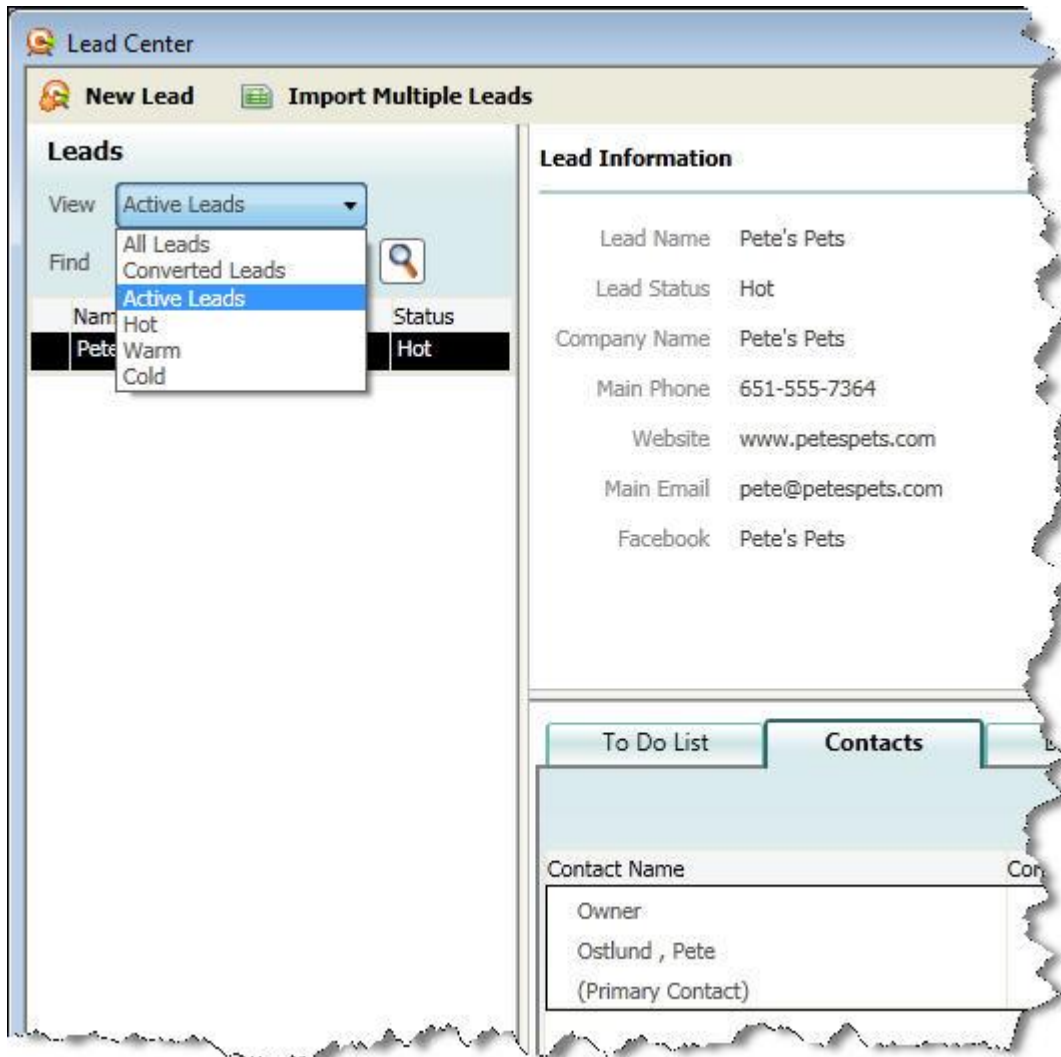 Lead Center
New Lead Import Multiple Leads
Leads
View Active Leads
All Leads
Find
Converted Leads
Active Leads
Status
Hot
Hot
Warm
Cold
Lead Information
Lead Name Pete's Pets
Lead Status Hot
Company Name Pete's Pets
Main Phone 651-555-7364
Website www.petespets.com
Main Email pete@petespets.com
Facebook Pete's Pets
To Do List Contacts
Contact Name
Owner
Ostlund , Pete
(Primary Contact)